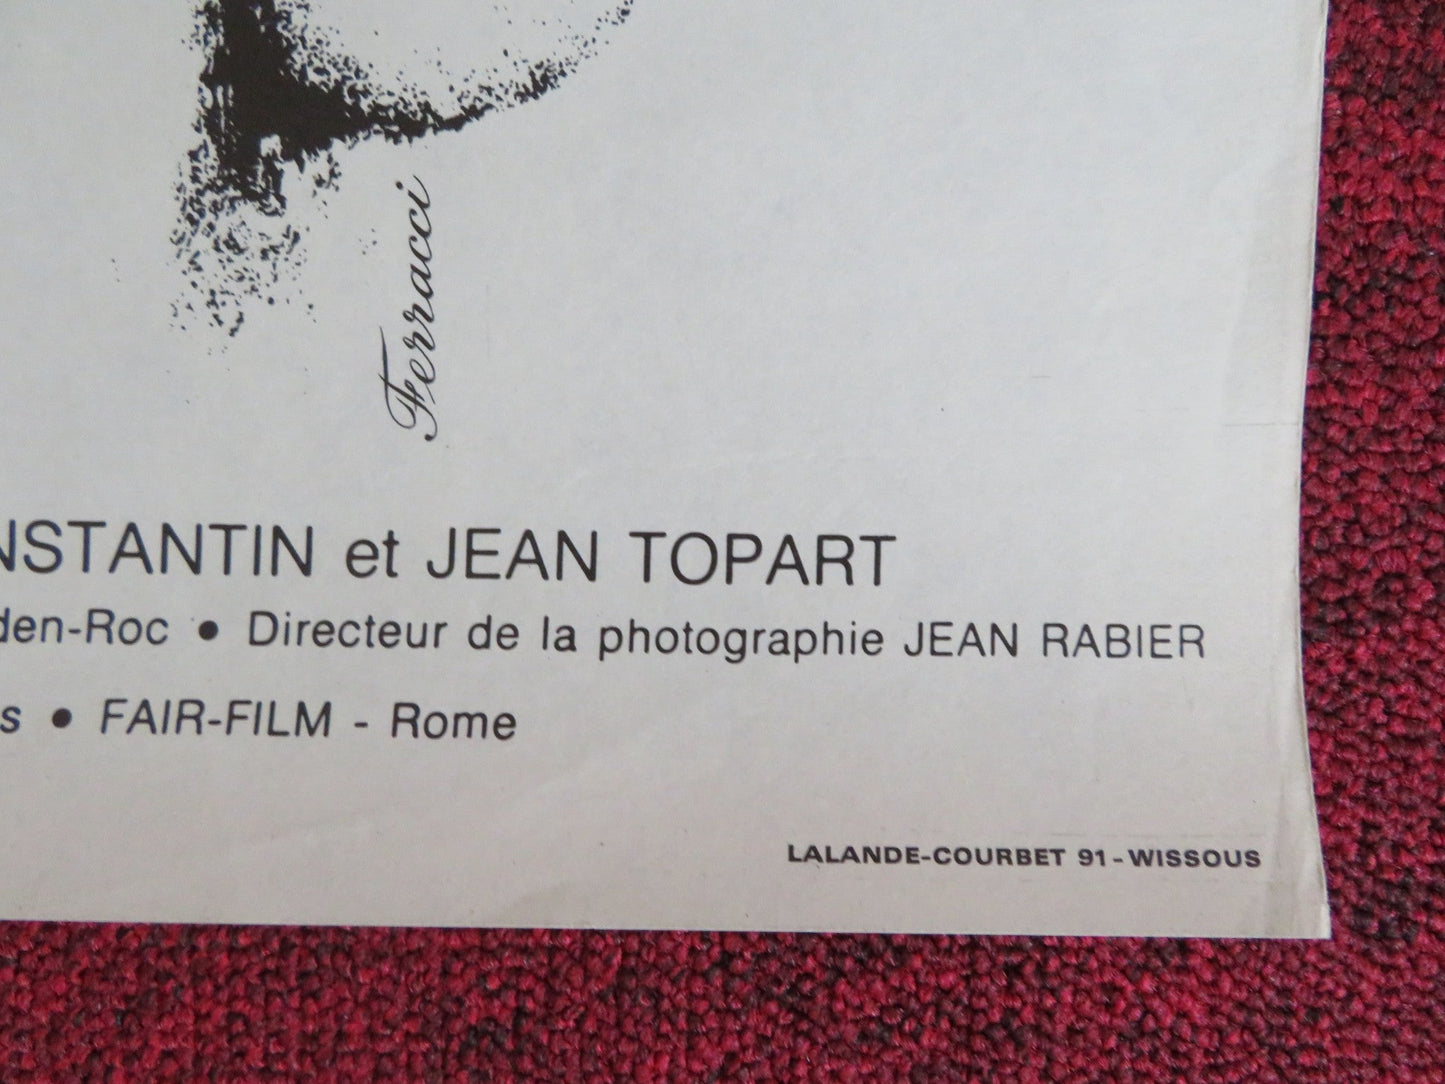 Ferracci
NSTANTIN et JEAN TOPART
den-Roc • Directeur de la photographie JEAN RABIER
s • FAIR-FILM - Rome
LALANDE-COURBET 91-WISSOUS